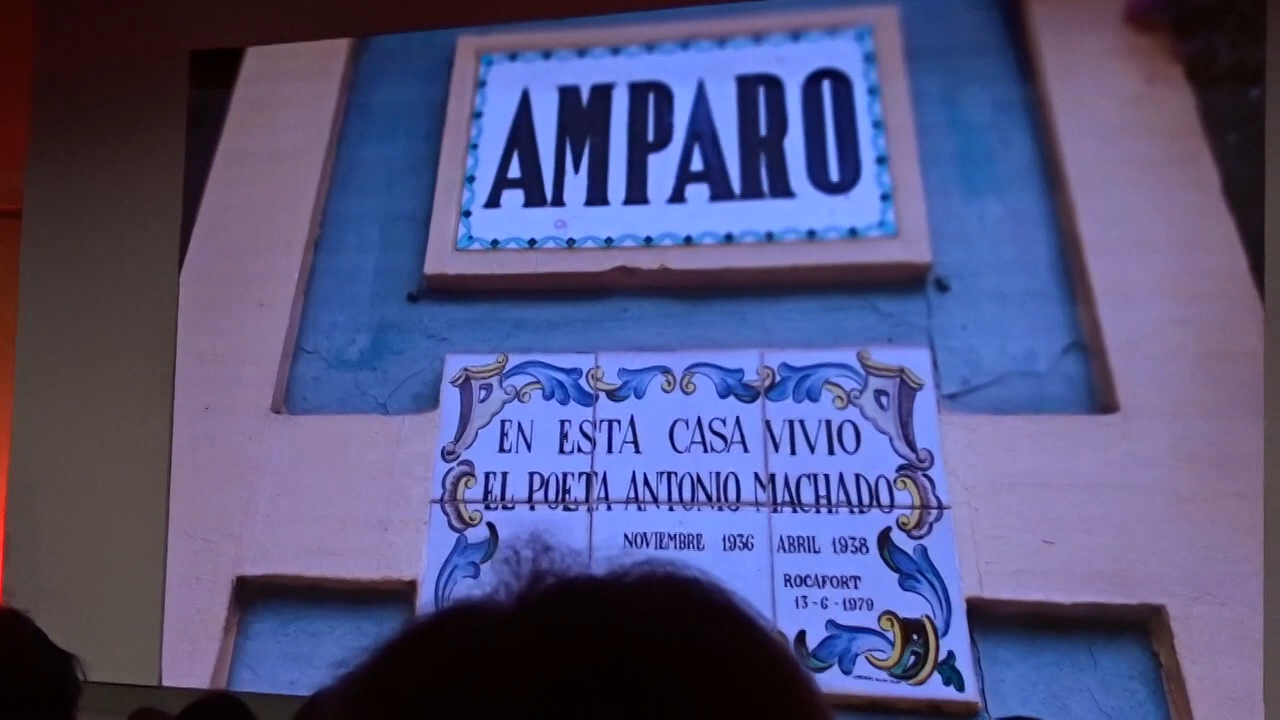 AMPARO
EN ESTA CASA VIVIO
EL POETA ANTONIO MACHADO
NOVIEMBRE 1936 ABRIL 1938
ROCAFORT
13-6-1979